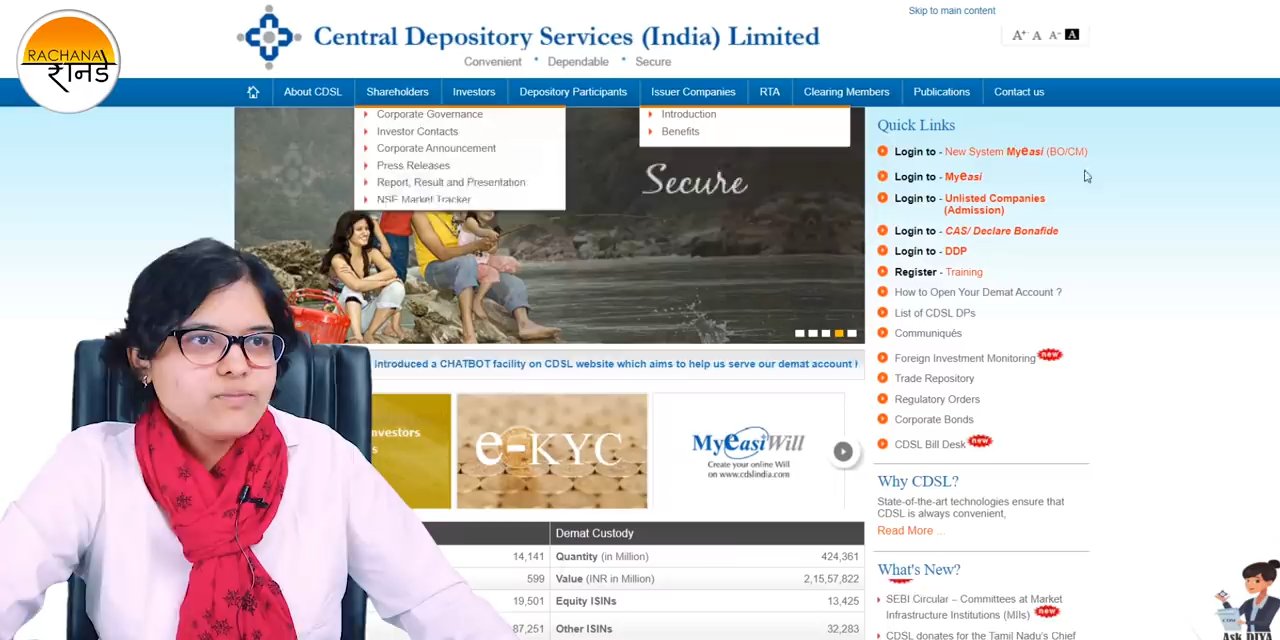 Skip to main content
RACHANA
रानडे
Central Depository Services (India) Limited
Convenient • Dependable • Secure
A+ A A- A
About CDSL Shareholders Investors Depository Participants Issuer Companies RTA Clearing Members Publications Contact us
Corporate Governance
Investor Contacts
Corporate Announcement
Press Releases
Report, Result and Presentation
NSE Market Tracker
Introduction
Benefits
Secure
introduced a CHATBOT facility on CDSL website which aims to help us serve our demat account
nvestors
s
e-KYC
MyeasiWill
Create your online Will
on www.cdslindia.com
Demat Custody
14,141 Quantity (in Million) 424,361
599 Value (INR in Million) 2,15,57,822
19,501 Equity ISINs 13,425
87,251 Other ISINs 32,283
Quick Links
Login to - New System Myeasi (BO/CM)
Login to - Myeasi
Login to - Unlisted Companies
(Admission)
Login to - CAS/ Declare Bonafide
Login to - DDP
Register - Training
How to Open Your Demat Account ?
List of CDSL DPs
Communiqués
Foreign Investment Monitoring new
Trade Repository
Regulatory Orders
Corporate Bonds
CDSL Bill Desk new
Why CDSL?
State-of-the-art technologies ensure that
CDSL is always convenient,
Read More ...
What's New?
SEBI Circular – Committees at Market
Infrastructure Institutions (MIIs) new
CDSL donates for the Tamil Nadu's Chief
Ask DIYA